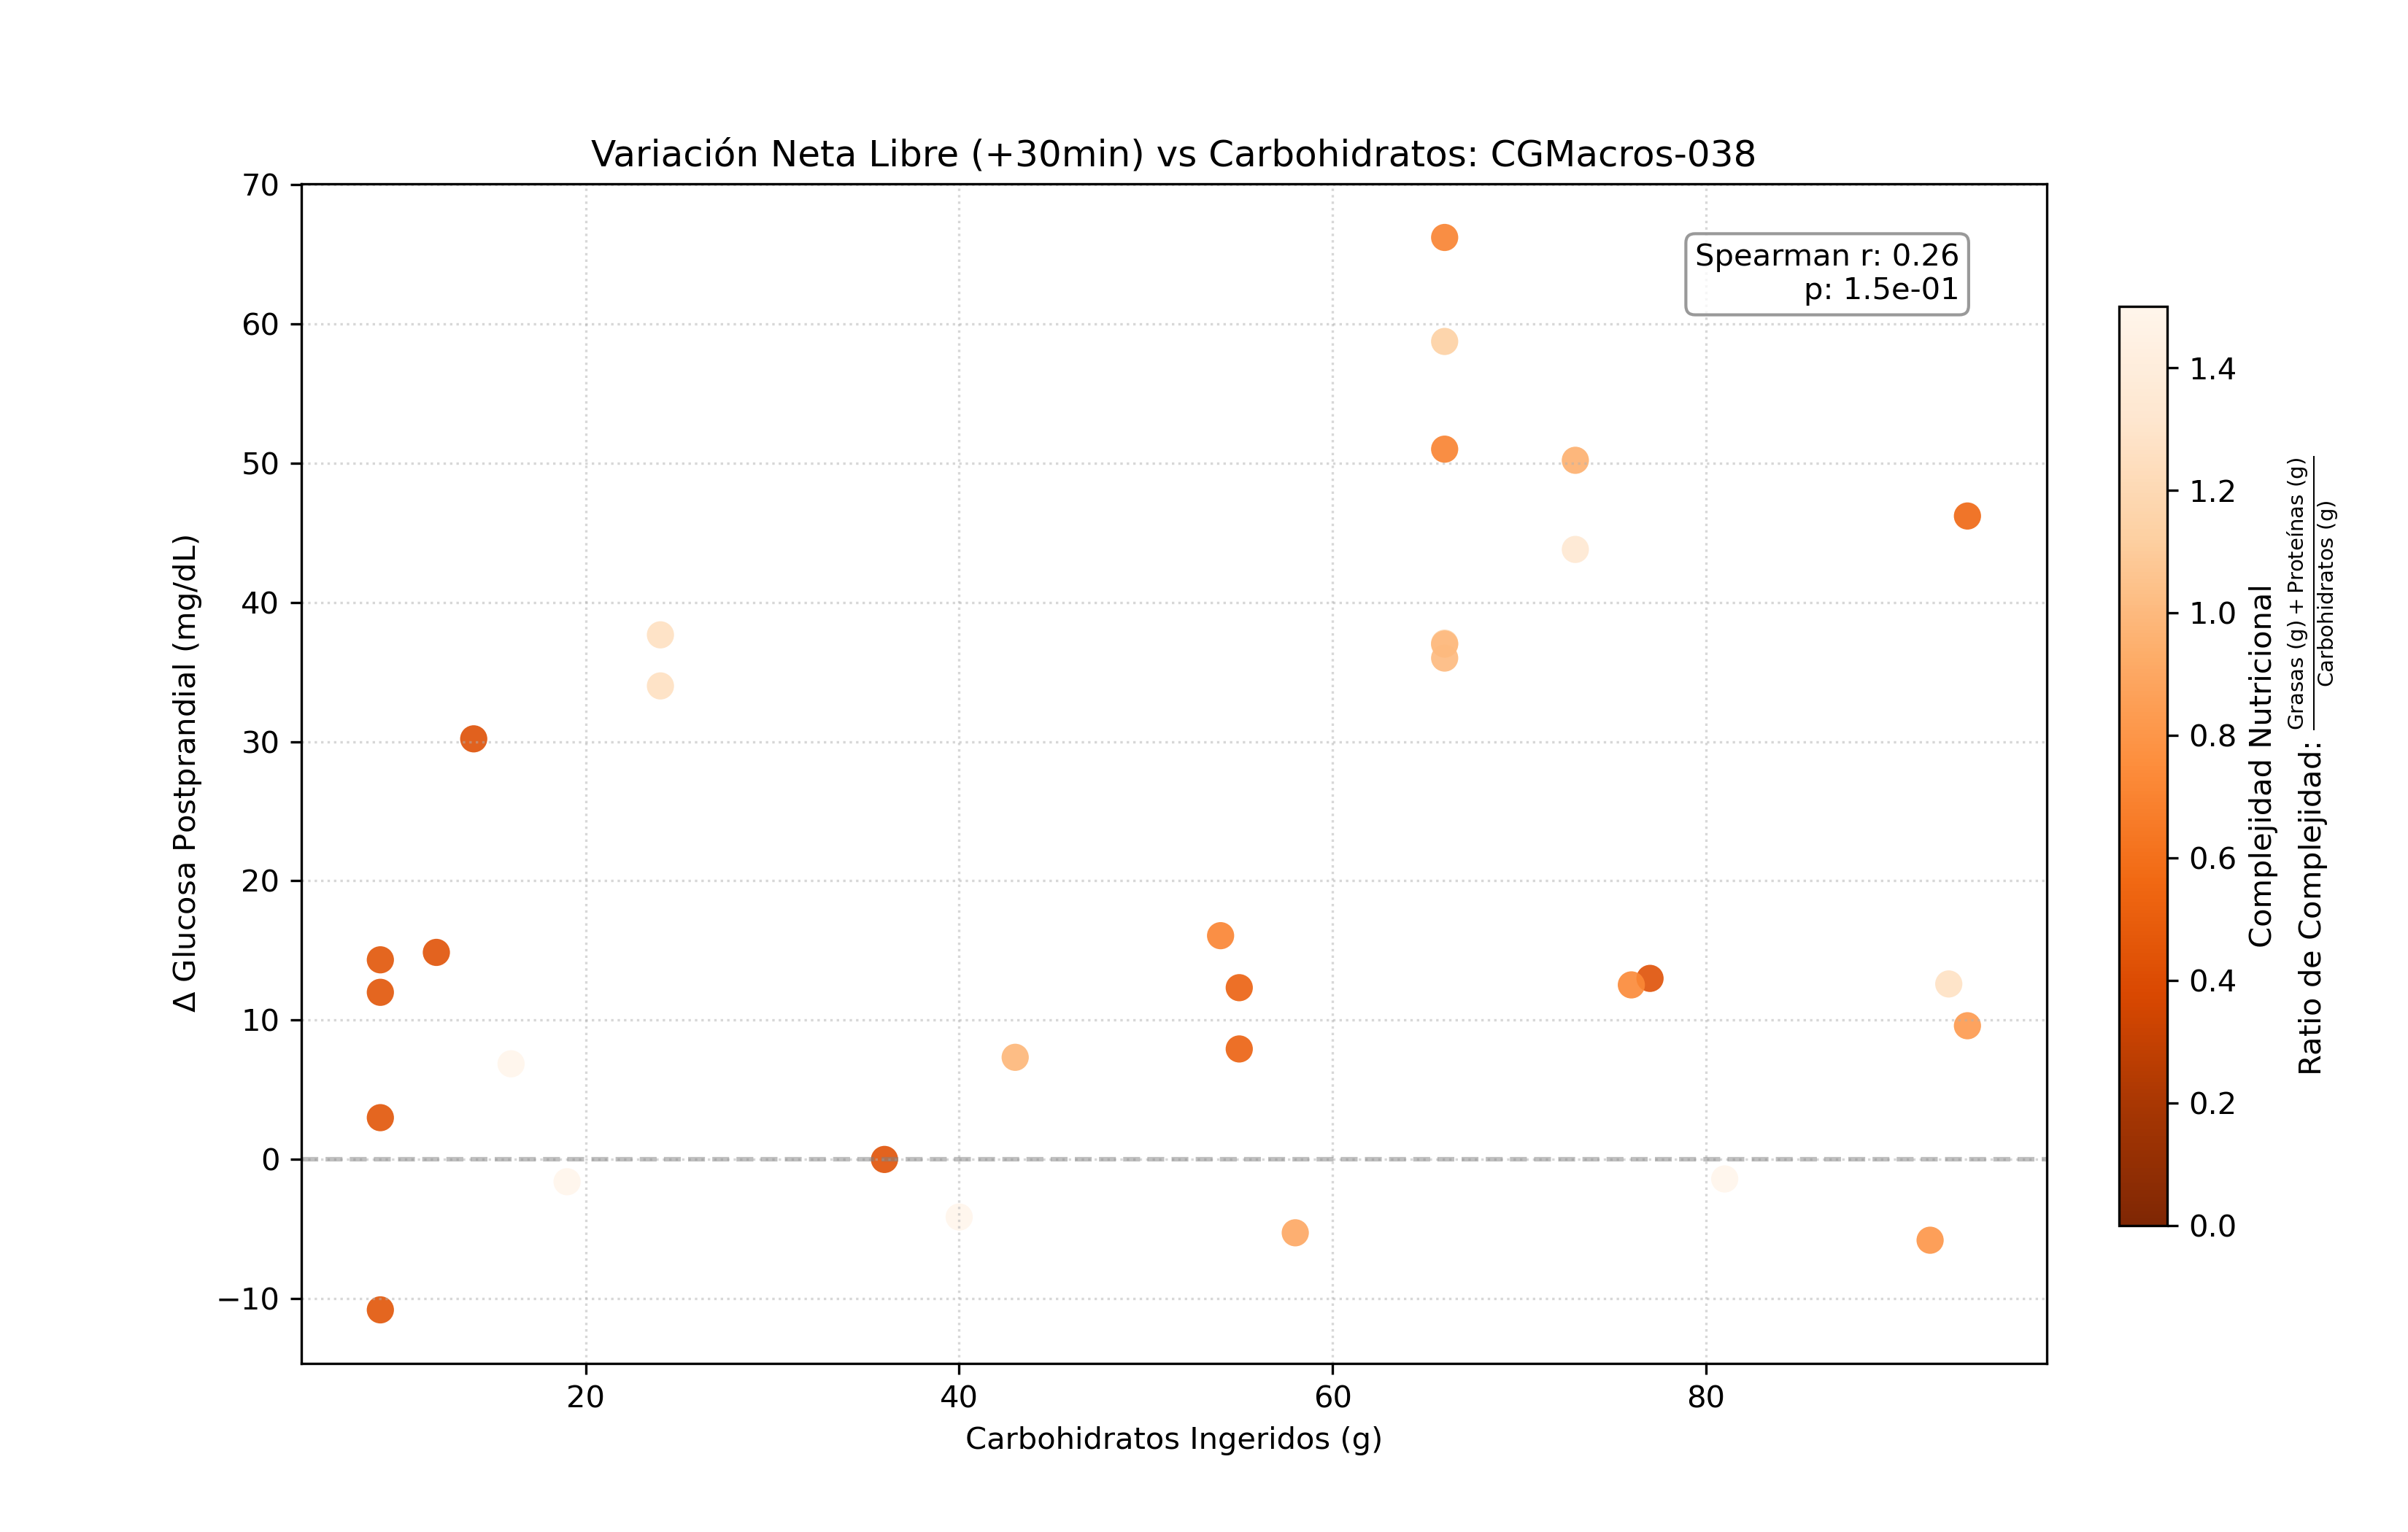 Variación Neta Libre (+30min) vs Carbohidratos: CGMacros-038
Δ Glucosa Postprandial (mg/dL)
70
60
50
40
30
20
10
0
−10
Spearman r: 0.26
p: 1.5e-01
20
40
60
80
Carbohidratos Ingeridos (g)
1.4
1.2
1.0
0.8
0.6
0.4
0.2
0.0
Complejidad Nutricional
Ratio de Complejidad:
Grasas (g) + Proteínas (g)
Carbohidratos (g)